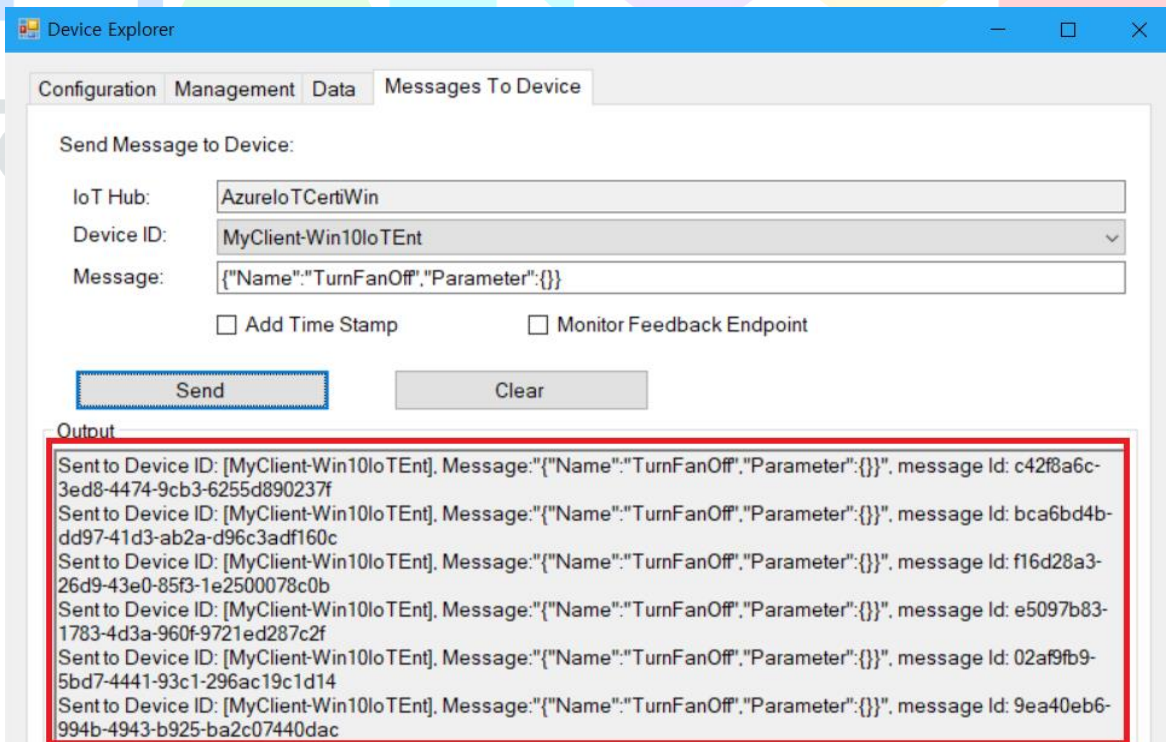 Device Explorer
Configuration Management Data Messages To Device
Send Message to Device:
IoT Hub: AzureIoTCertiWin
Device ID: MyClient-Win10IoTEnt
Message: {"Name":"TurnFanOff","Parameter":{}}
Add Time Stamp Monitor Feedback Endpoint
Send Clear
Output
Sent to Device ID: [MyClient-Win10IoTEnt], Message:"{"Name":"TurnFanOff","Parameter":{}}", message Id: c42f8a6c-
3ed8-4474-9cb3-6255d890237f
Sent to Device ID: [MyClient-Win10IoTEnt], Message:"{"Name":"TurnFanOff","Parameter":{}}", message Id: bca6bd4b-
dd97-41d3-ab2a-d96c3adf160c
Sent to Device ID: [MyClient-Win10IoTEnt], Message:"{"Name":"TurnFanOff","Parameter":{}}", message Id: f16d28a3-
26d9-43e0-85f3-1e2500078c0b
Sent to Device ID: [MyClient-Win10IoTEnt], Message:"{"Name":"TurnFanOff","Parameter":{}}", message Id: e5097b83-
1783-4d3a-960f-9721ed287c2f
Sent to Device ID: [MyClient-Win10IoTEnt], Message:"{"Name":"TurnFanOff","Parameter":{}}", message Id: 02af9fb9-
5bd7-4441-93c1-296ac19c1d14
Sent to Device ID: [MyClient-Win10IoTEnt], Message:"{"Name":"TurnFanOff","Parameter":{}}", message Id: 9ea40eb6-
994b-4943-b925-ba2c07440dac